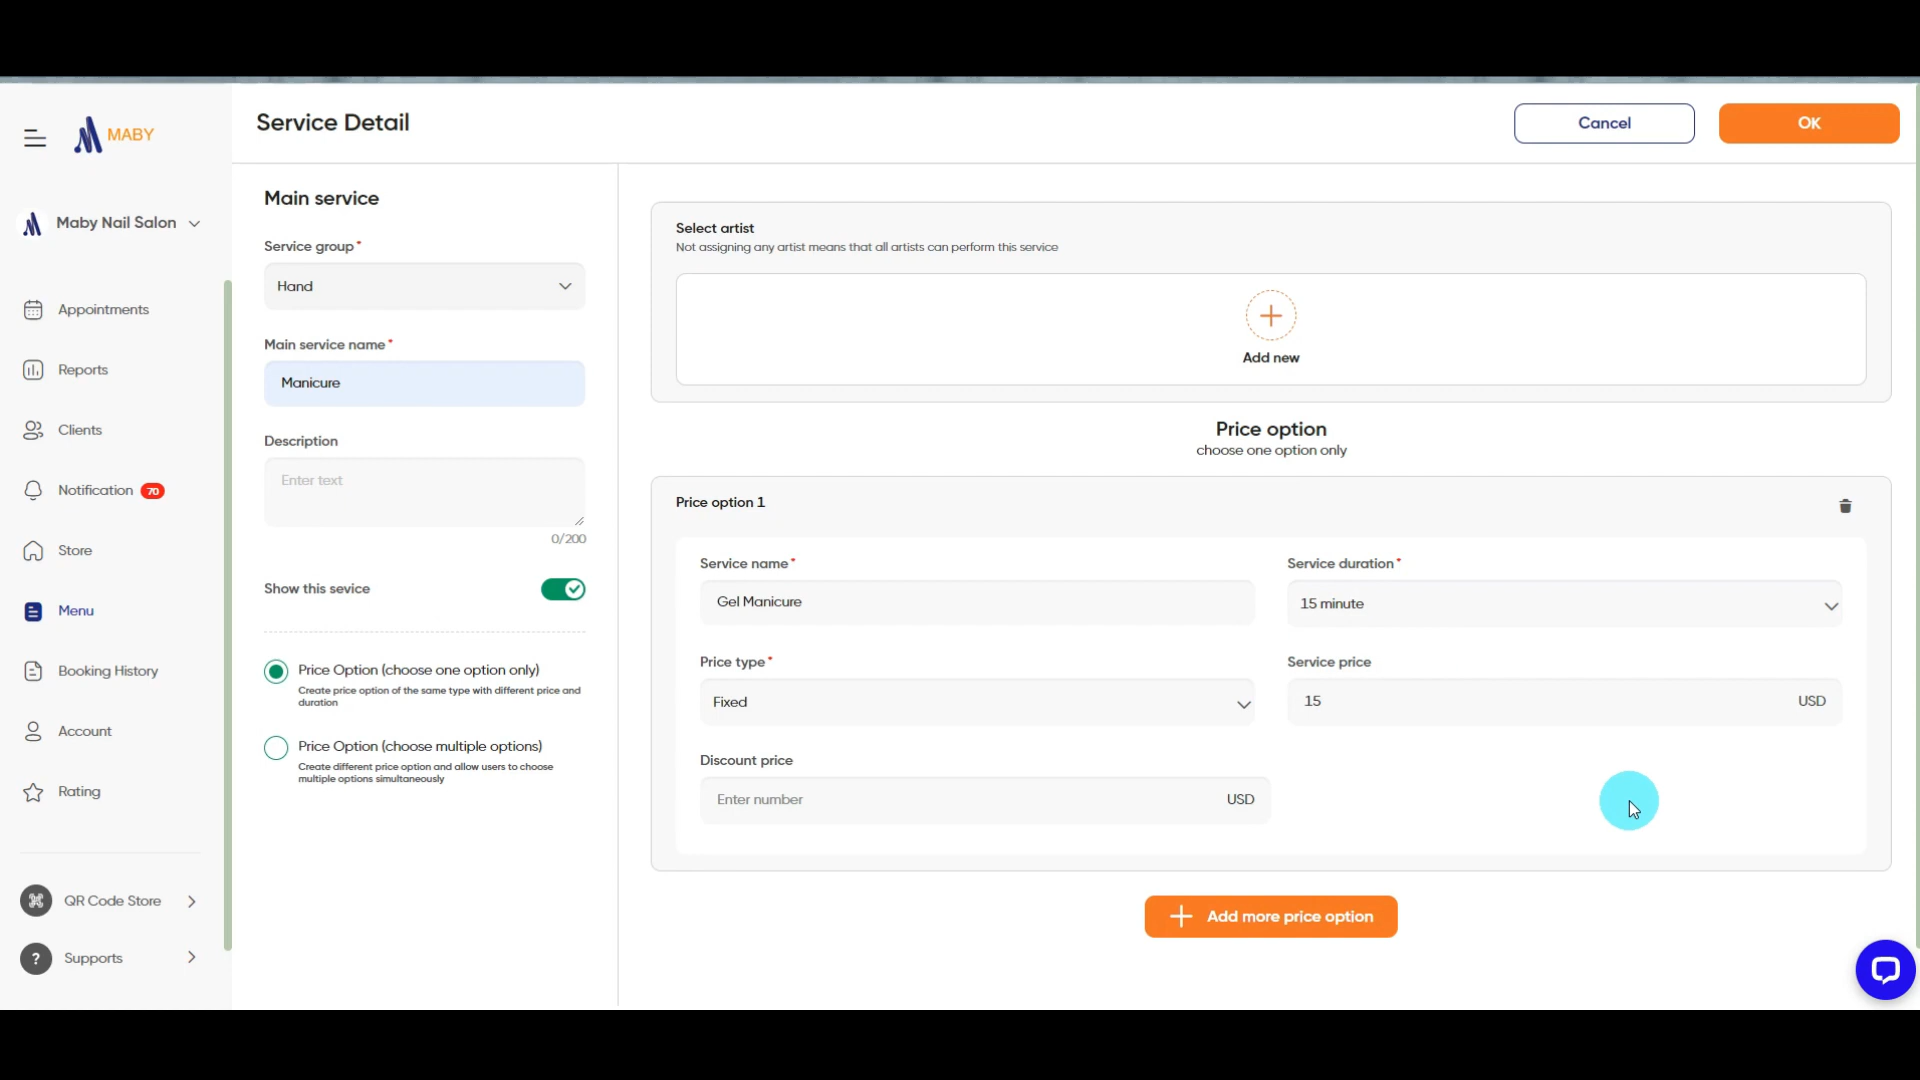 MABY
Service Detail
Cancel
OK
Maby Nail Salon
Appointments
Reports
Clients
Notification 70
Store
Menu
Booking History
Account
Rating
QR Code Store
? Supports
Main service
Service group*
Hand
Main service name*
Manicure
Description
Enter text
0/200
Show this sevice
Price Option (choose one option only)
Create price option of the same type with different price and
duration
Price Option (choose multiple options)
Create different price option and allow users to choose
multiple options simultaneously
Select artist
Not assigning any artist means that all artists can perform this service
Add new
Price option
choose one option only
Price option 1
Service name*
Gel Manicure
Service duration*
15 minute
Price type*
Fixed
Service price
15 USD
Discount price
Enter number USD
Add more price option